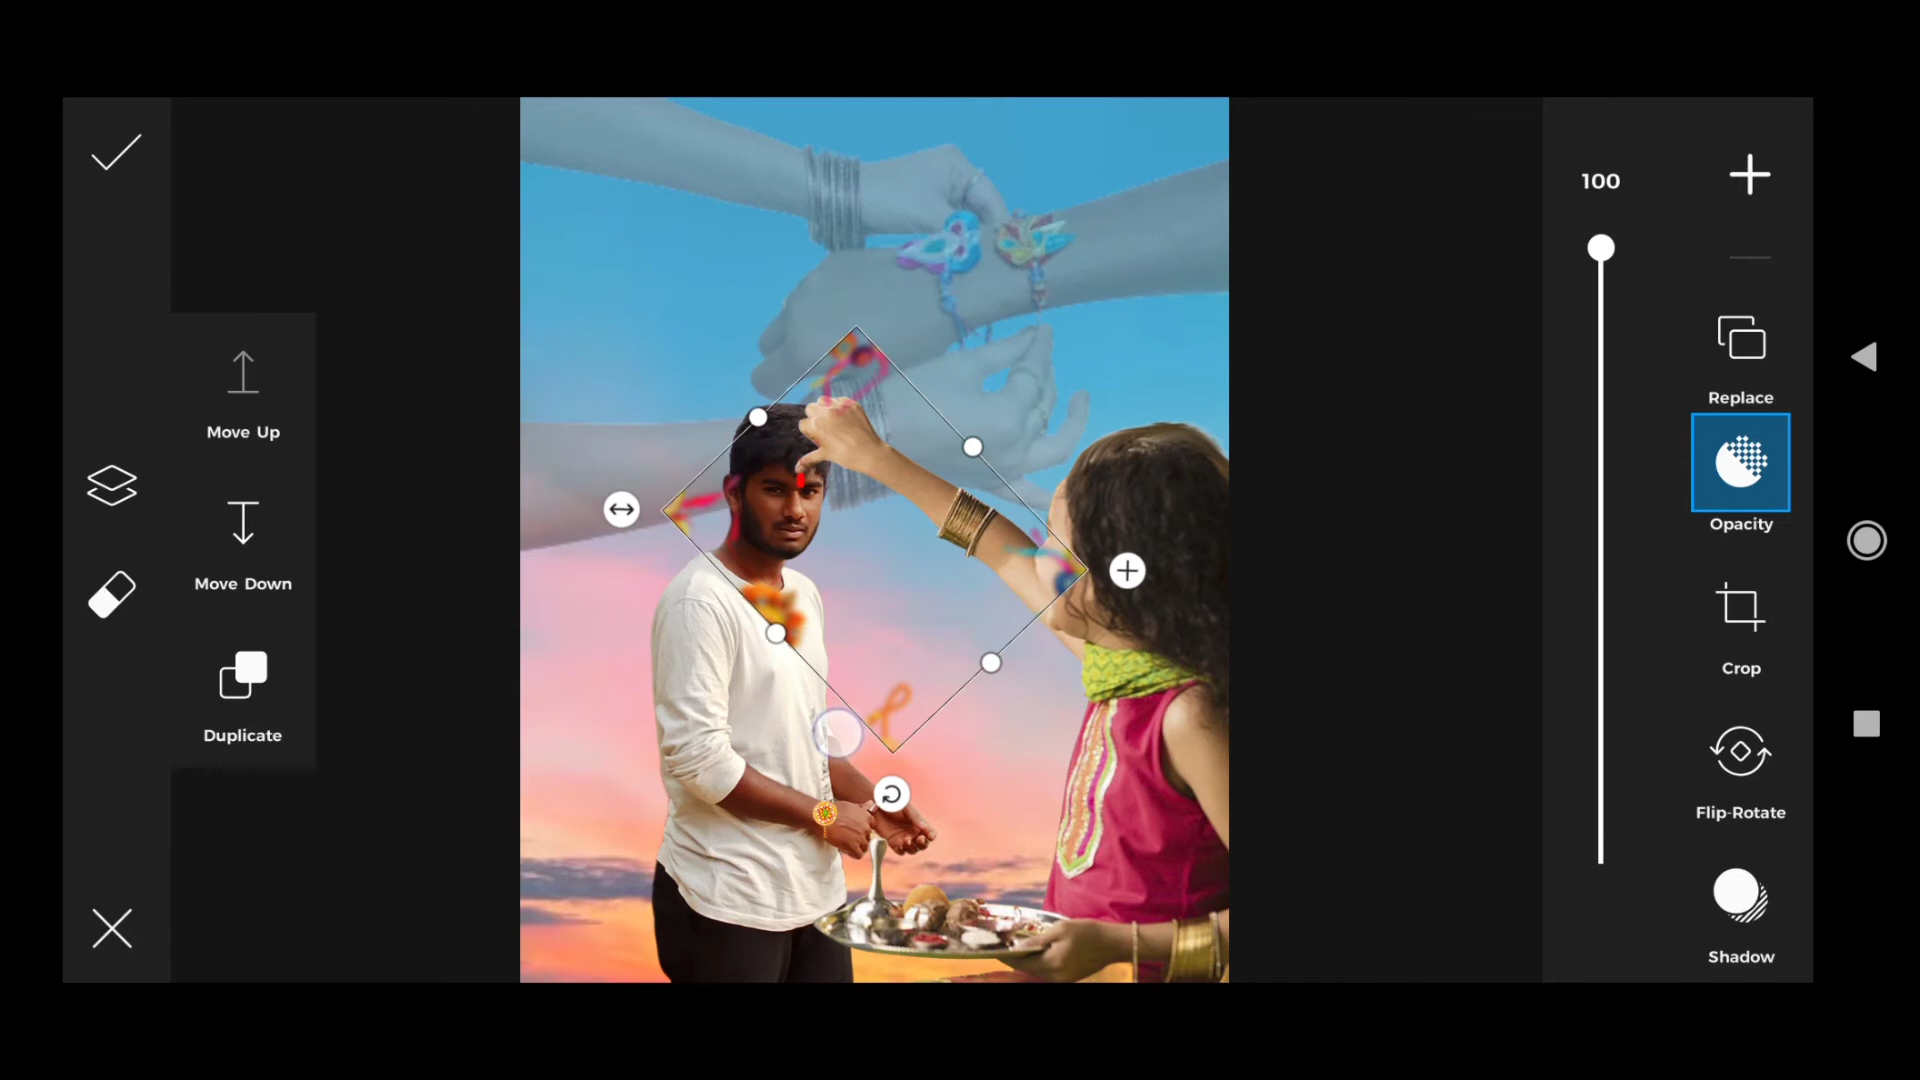 100
Move Up
Move Down
Duplicate
Replace
Opacity
Crop
Flip-Rotate
Shadow